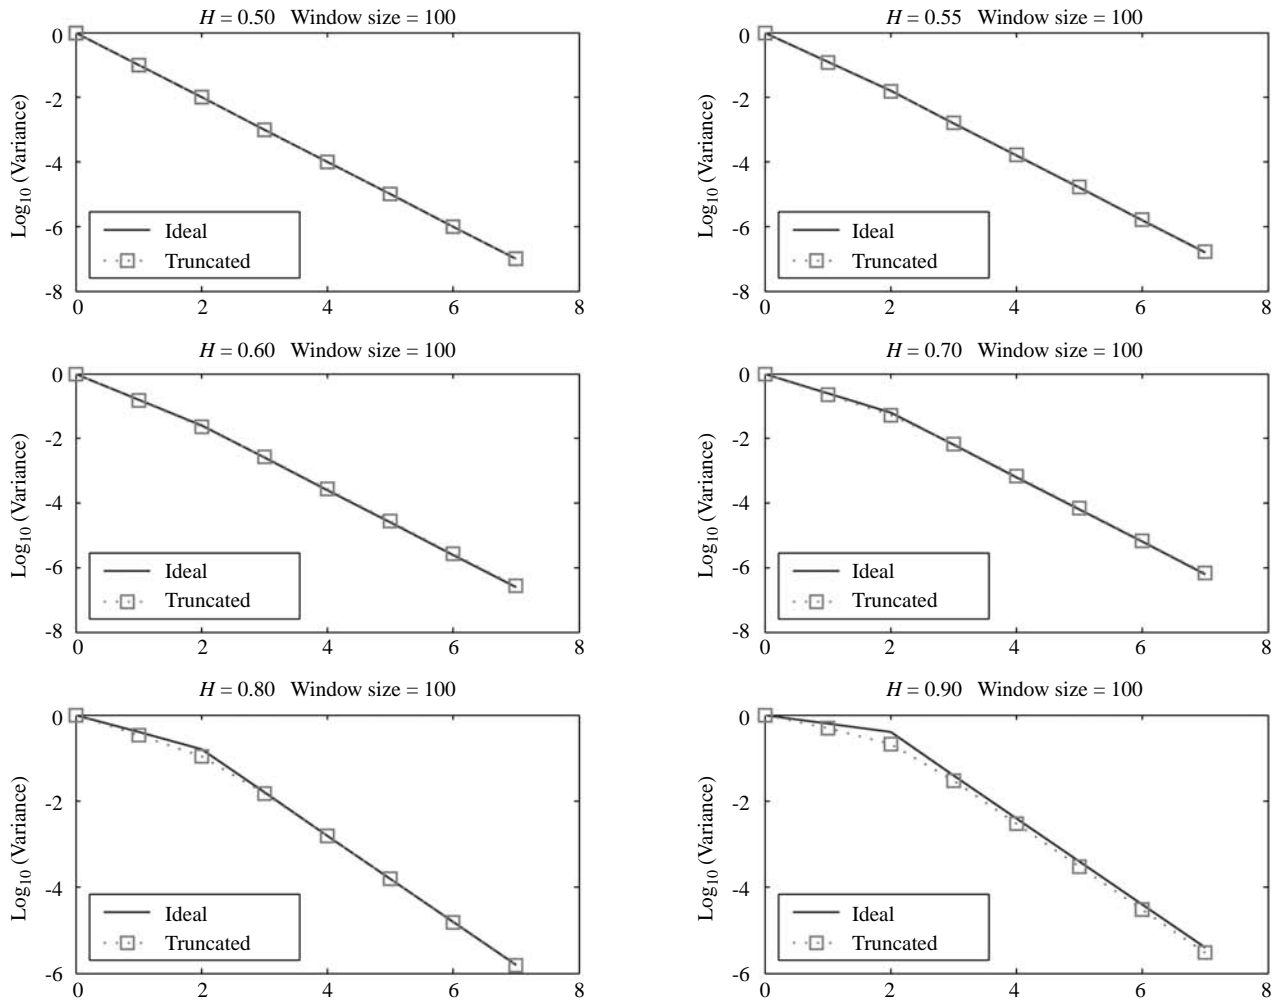 H = 0.50 Window size = 100
0
-2
-4
-6
-8
Log10 (Variance)
Ideal
Truncated
0 2 4 6 8
H = 0.55 Window size = 100
0
-2
-4
-6
-8
Log10 (Variance)
Ideal
Truncated
0 2 4 6 8
H = 0.60 Window size = 100
0
-2
-4
-6
-8
Log10 (Variance)
Ideal
Truncated
0 2 4 6 8
H = 0.70 Window size = 100
0
-2
-4
-6
-8
Log10 (Variance)
Ideal
Truncated
0 2 4 6 8
H = 0.80 Window size = 100
0
-2
-4
-6
Log10 (Variance)
Ideal
Truncated
0 2 4 6 8
H = 0.90 Window size = 100
0
-2
-4
-6
Log10 (Variance)
Ideal
Truncated
0 2 4 6 8